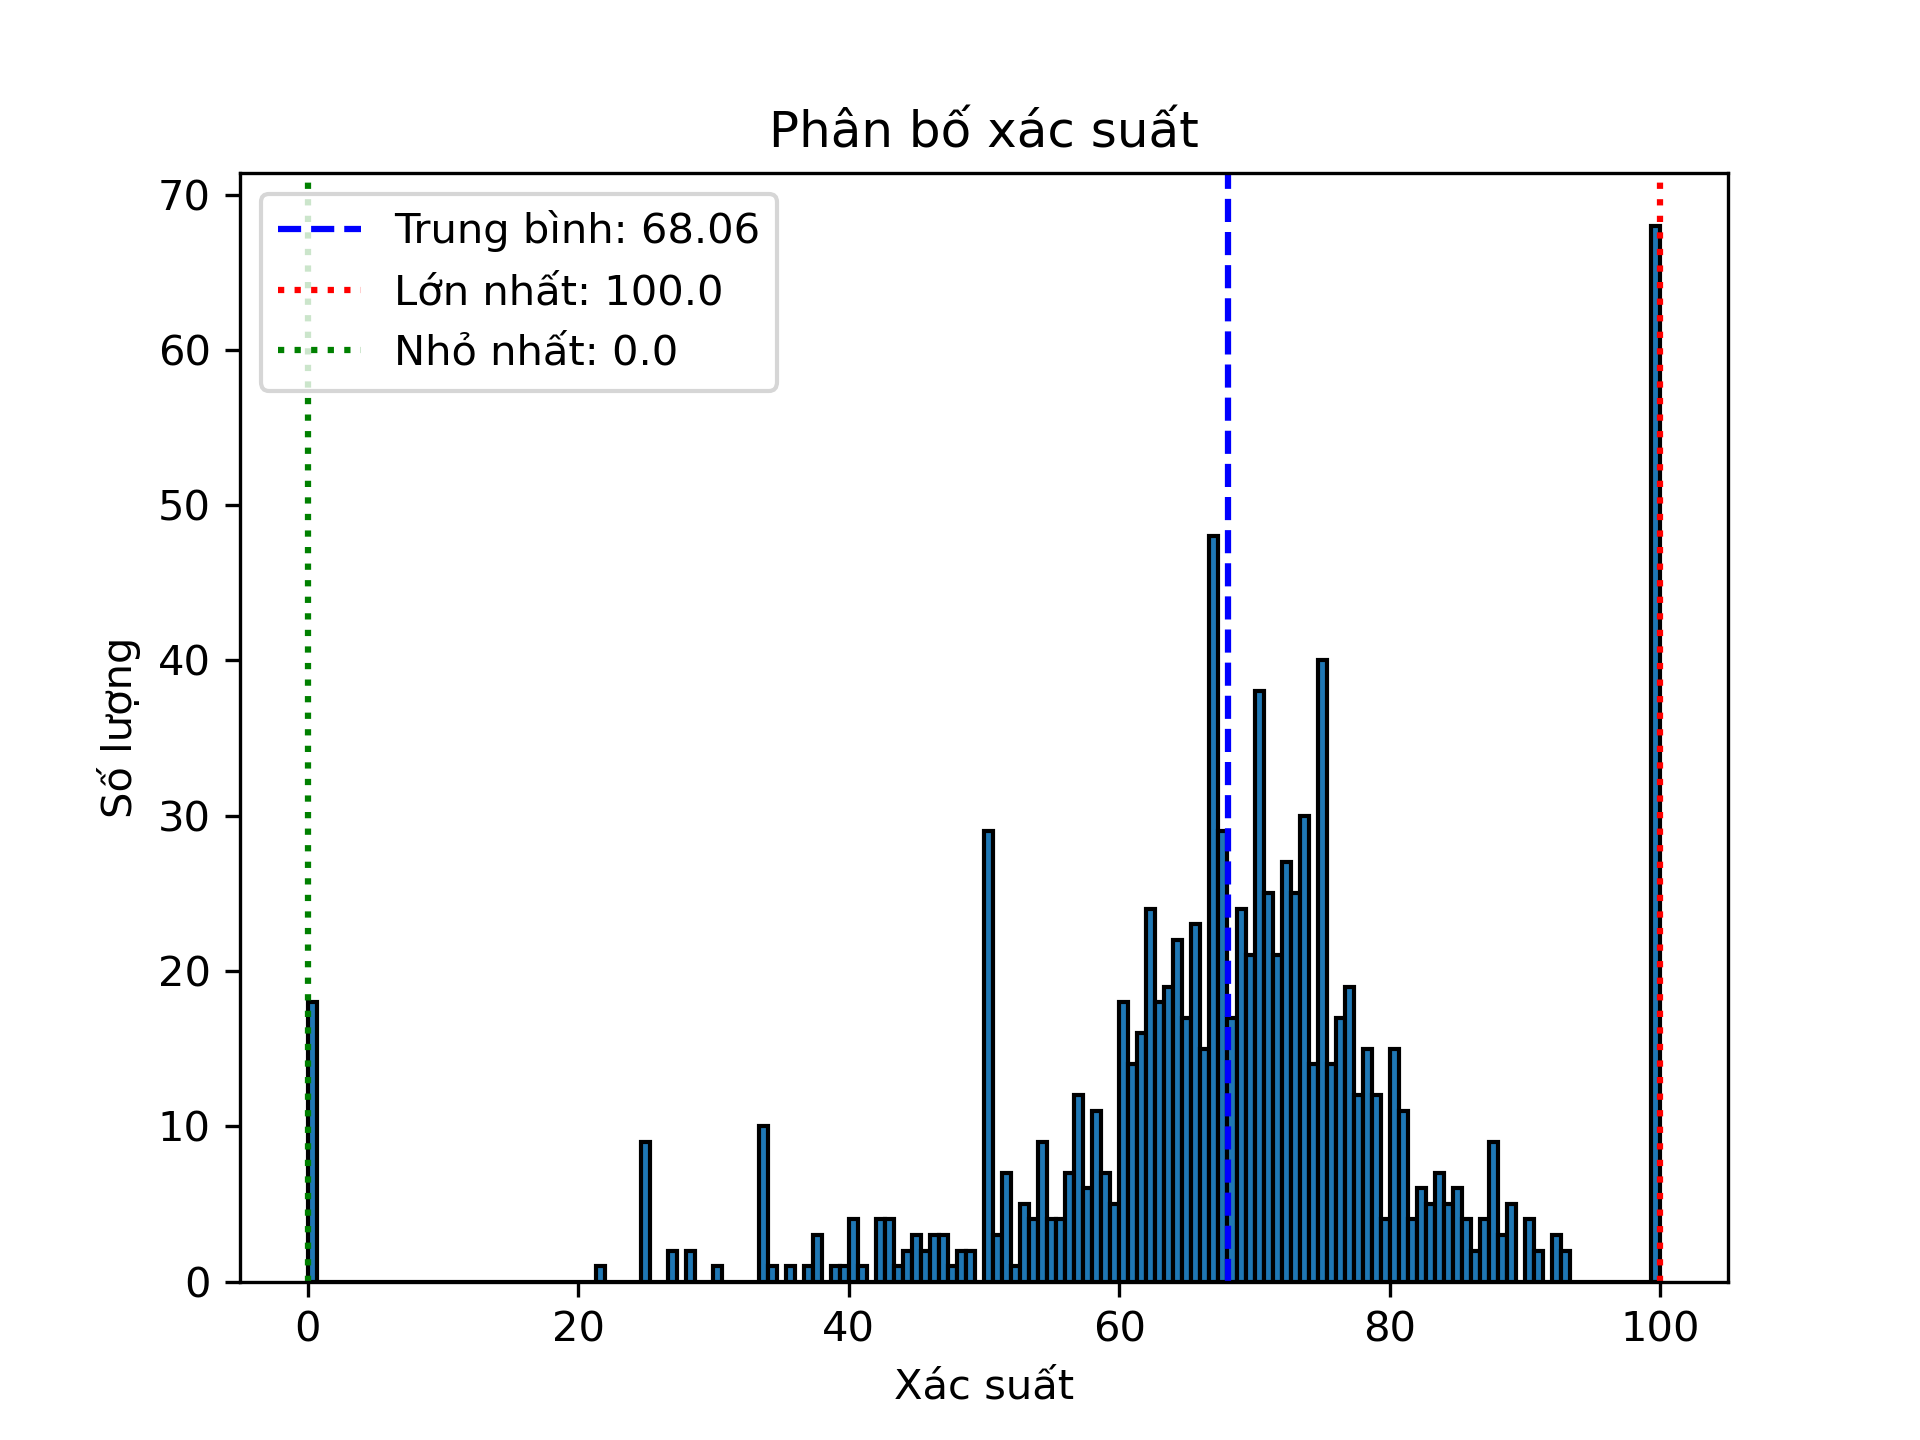 Phân bố xác suất
Trung bình: 68.06
Lớn nhất: 100.0
Nhỏ nhất: 0.0
70
60
50
40
30
20
10
0
Số lượng
0 20 40 60 80 100
Xác suất